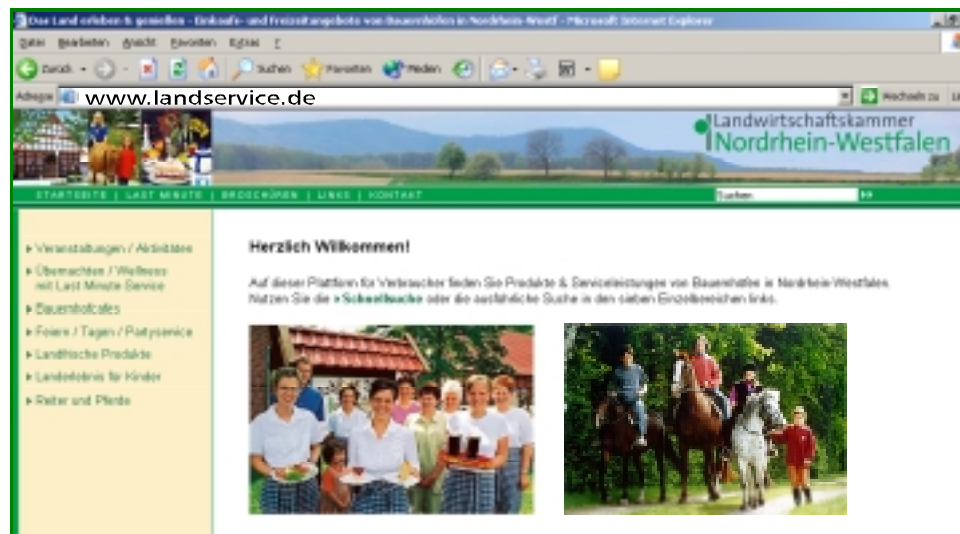 Das Land erleben & genießen - Einkaufs- und Freizeitangebote von Bauernhöfen in Nordrhein-Westf - Microsoft Internet Explorer
Datei Bearbeiten Ansicht Favoriten Extras ?
Zurück Suchen Favoriten Medien
Adresse www.landservice.de Wechseln zu
Landwirtschaftskammer
Nordrhein-Westfalen
STARTSEITE | LAST MINUTE | BROSCHÜREN | LINKS | KONTAKT
Suchen
Veranstaltungen / Aktivitäten
Übernachten / Wellness
mit Last Minute Service
Bauernhofcafes
Feiern / Tagen / Partyservice
Landfrische Produkte
Landerlebnis für Kinder
Reiter und Pferde
Herzlich Willkommen!
Auf dieser Plattform für Verbraucher finden Sie Produkte & Serviceleistungen von Bauernhöfen in Nordrhein-Westfalen.
Nutzen Sie die Schnellsuche oder die ausführliche Suche in den sieben Einzelbereichen links.